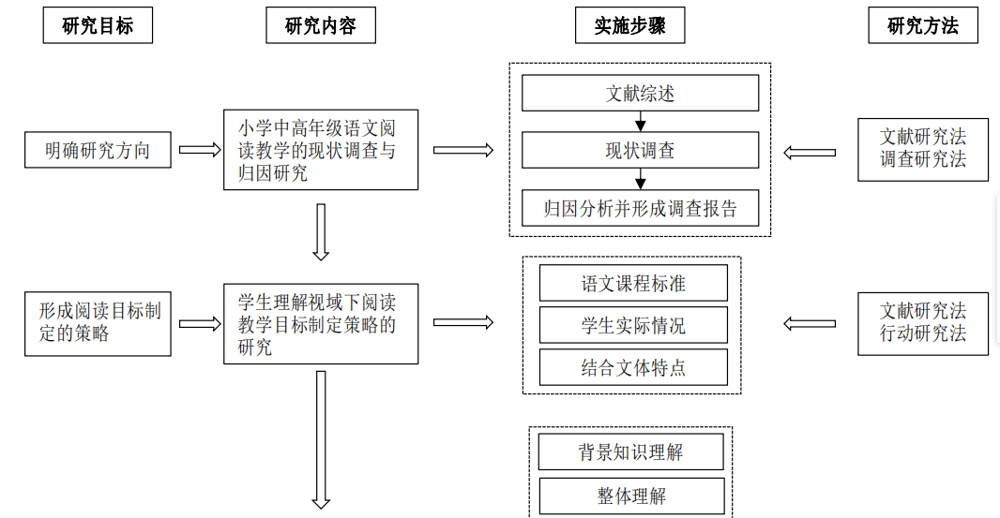 研究目标
研究内容
实施步骤
研究方法
明确研究方向
小学中高年级语文阅
读教学的现状调查与
归因研究
文献综述
现状调查
归因分析并形成调查报告
文献研究法
调查研究法
形成阅读目标制
定的策略
学生理解视域下阅读
教学目标制定策略的
研究
语文课程标准
学生实际情况
结合文体特点
文献研究法
行动研究法
背景知识理解
整体理解